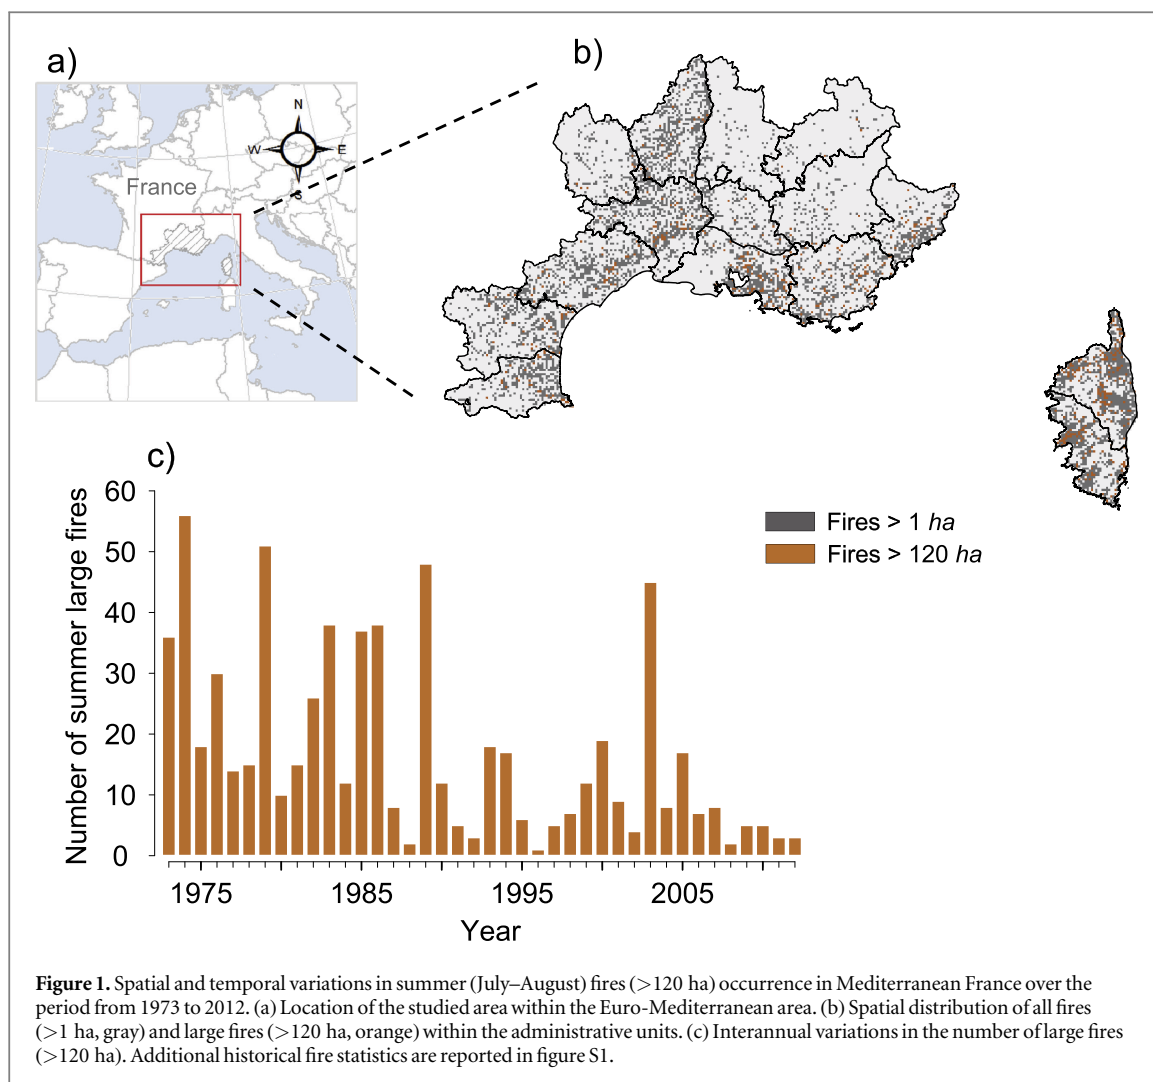 a)
N
W
E
S
France
b)
c)
Number of summer large fires
60
50
40
30
20
10
0
1975
1985
1995
2005
Year
Fires > 1 ha
Fires > 120 ha
Figure 1. Spatial and temporal variations in summer (July–August) fires (>120 ha) occurrence in Mediterranean France over the
period from 1973 to 2012. (a) Location of the studied area within the Euro-Mediterranean area. (b) Spatial distribution of all fires
(>1 ha, gray) and large fires (>120 ha, orange) within the administrative units. (c) Interannual variations in the number of large fires
(>120 ha). Additional historical fire statistics are reported in figure S1.